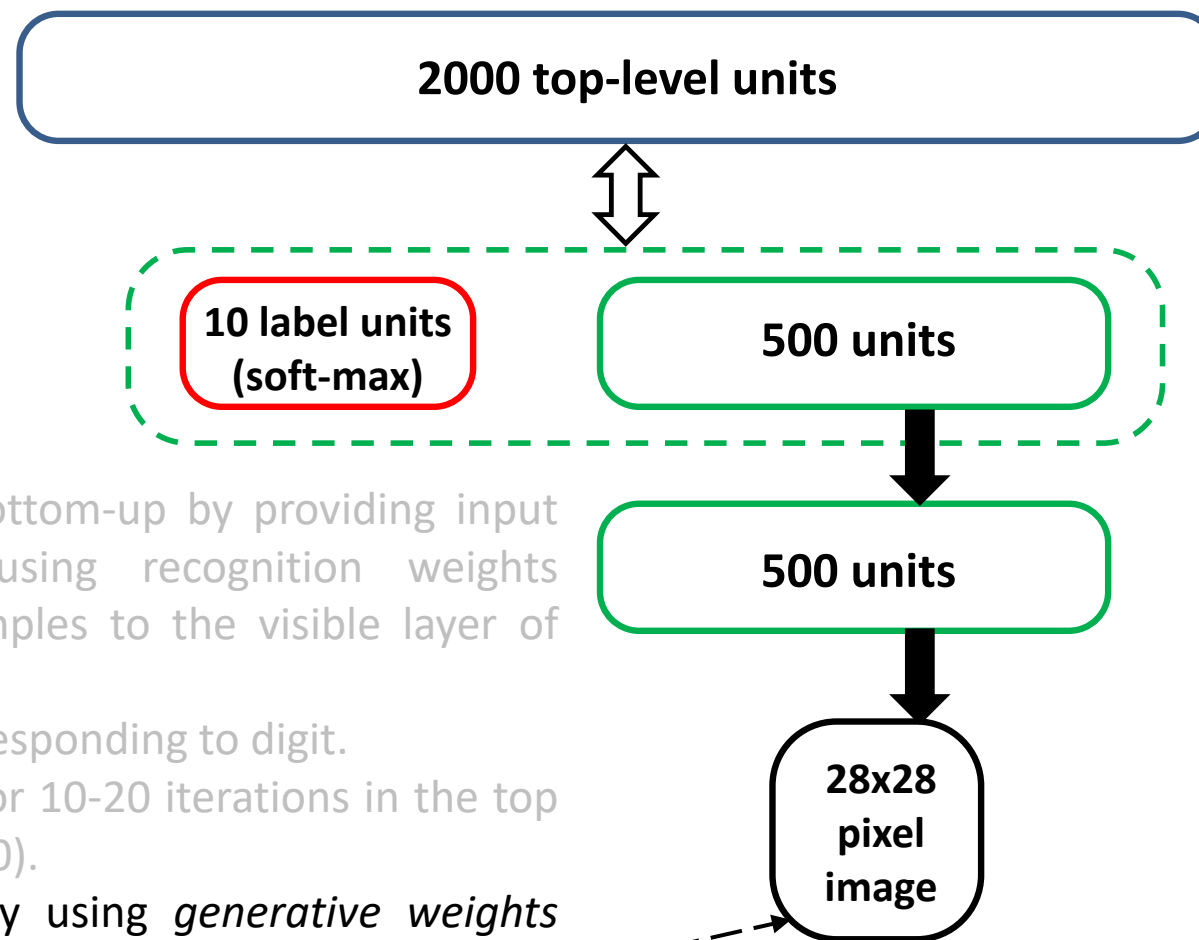 2000 top-level units
10 label units
(soft-max)
500 units
ottom-up by providing input
using recognition weights
nples to the visible layer of
500 units
esponding to digit.
or 10-20 iterations in the top
0).
y using generative weights
28x28
pixel
image